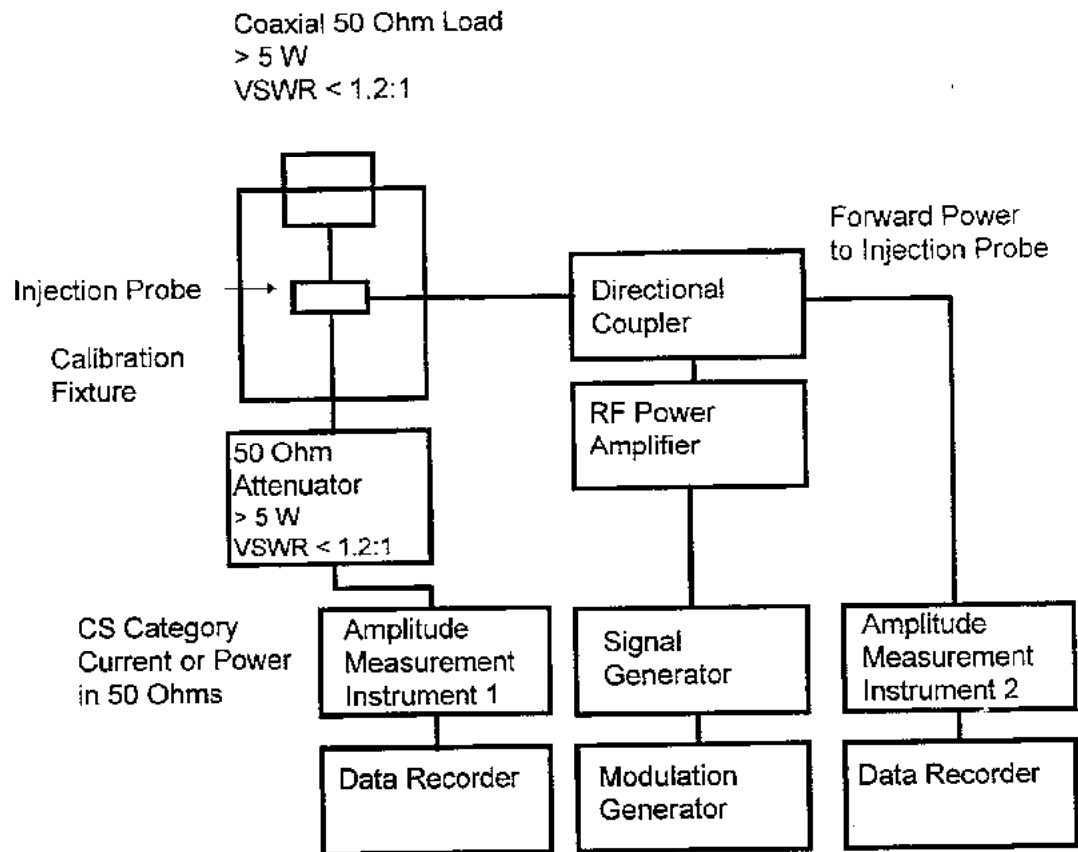 Coaxial 50 Ohm Load
> 5 W
VSWR < 1.2:1
Forward Power
to Injection Probe
Injection Probe
Directional
Coupler
Calibration
Fixture
RF Power
Amplifier
50 Ohm
Attenuator
> 5 W
VSWR < 1.2:1
CS Category
Current or Power
in 50 Ohms
Amplitude
Measurement
Instrument 1
Signal
Generator
Amplitude
Measurement
Instrument 2
Data Recorder
Modulation
Generator
Data Recorder